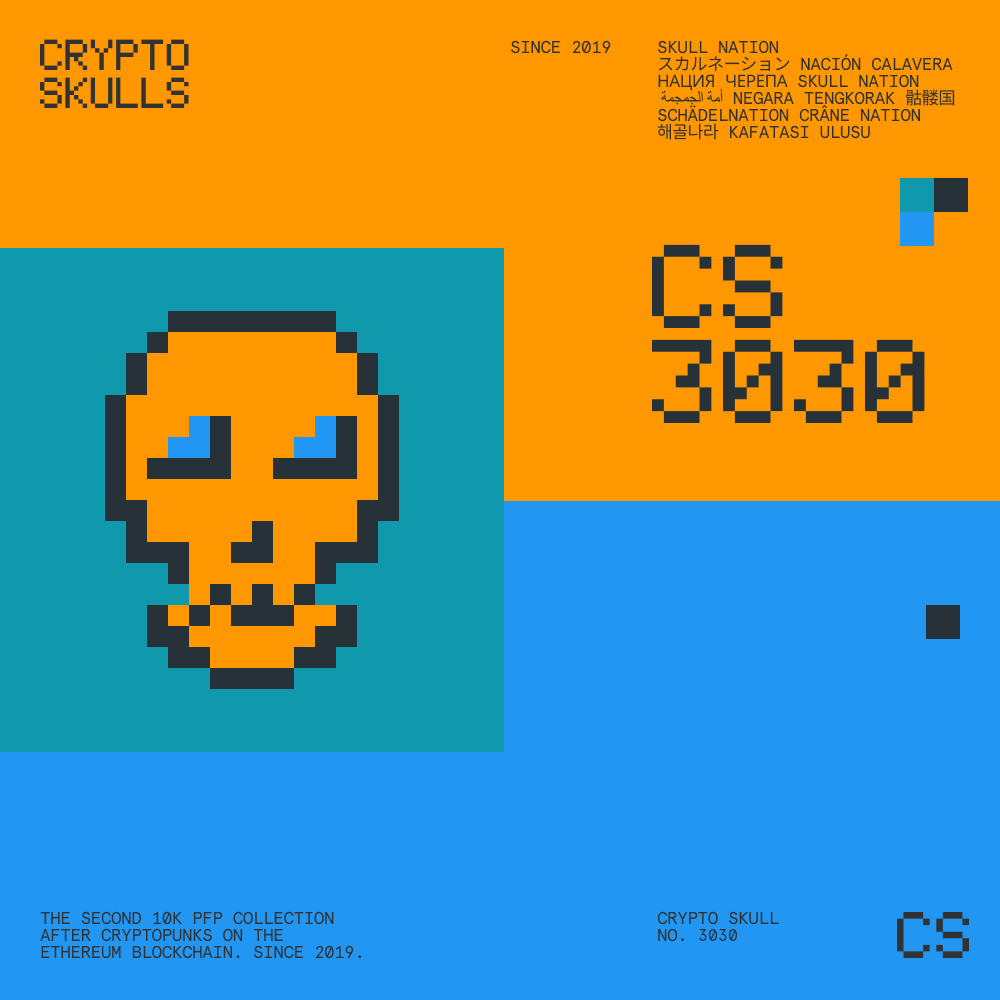 CRYPTO
SKULLS
SINCE 2019
SKULL NATION
スカルネーション NACIÓN CALAVERA
НАЦИЯ ЧЕРЕПА SKULL NATION
أمة الجمجمة NEGARA TENGKORAK 骷髅国
SCHÄDELNATION CRÂNE NATION
해골나라 KAFATASI ULUSU
CS
3030
THE SECOND 10K PFP COLLECTION
AFTER CRYPTOPUNKS ON THE
ETHEREUM BLOCKCHAIN. SINCE 2019.
CRYPTO SKULL
NO. 3030
CS